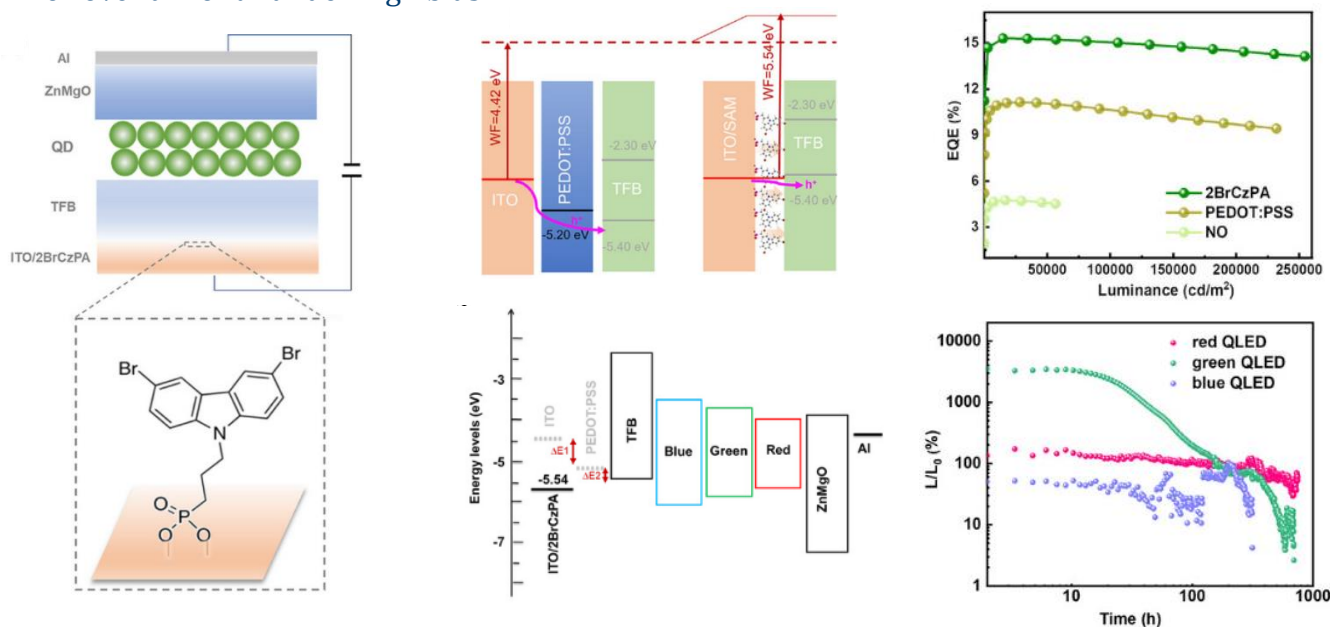 Al
ZnMgO
QD
TFB
ITO/2BrCzPA
Br
Br
N
O
P
O
O
WF=4.42 eV
ITO
PEDOT:PSS
-5.20 eV
h⁺
-2.30 eV
TFB
-5.40 eV
WF=5.54 eV
ITO/SAM
h⁺
-2.30 eV
TFB
-5.40 eV
EQE (%)
15
12
9
6
3
2BrCzPA
PEDOT:PSS
NO
50000 100000 150000 200000 250000
Luminance (cd/m²)
Energy levels (eV)
-3
-5
-7
ITO
ΔE1
-5.54
ITO/2BrCzPA
PEDOT:PSS
ΔE2
TFB
Blue
Green
Red
ZnMgO
Al
L/L₀ (%)
10000
1000
100
10
1
red QLED
green QLED
blue QLED
10 100 1000
Time (h)